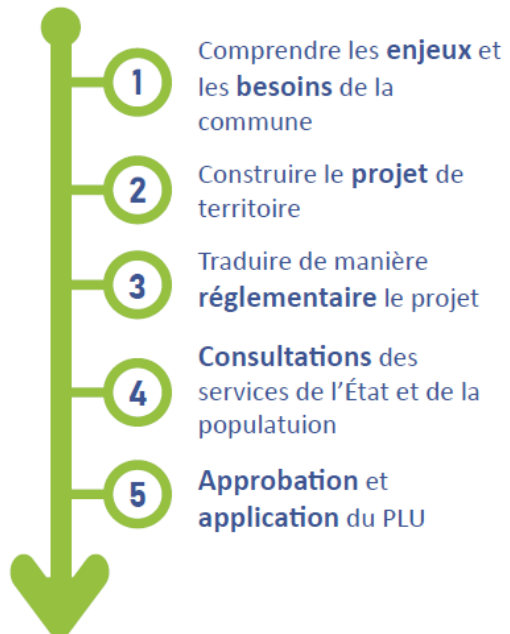 1
Comprendre les enjeux et
les besoins de la
commune
2
Construire le projet de
territoire
3
Traduire de manière
réglementaire le projet
4
Consultations des
services de l'État et de la
populatuion
5
Approbation et
application du PLU